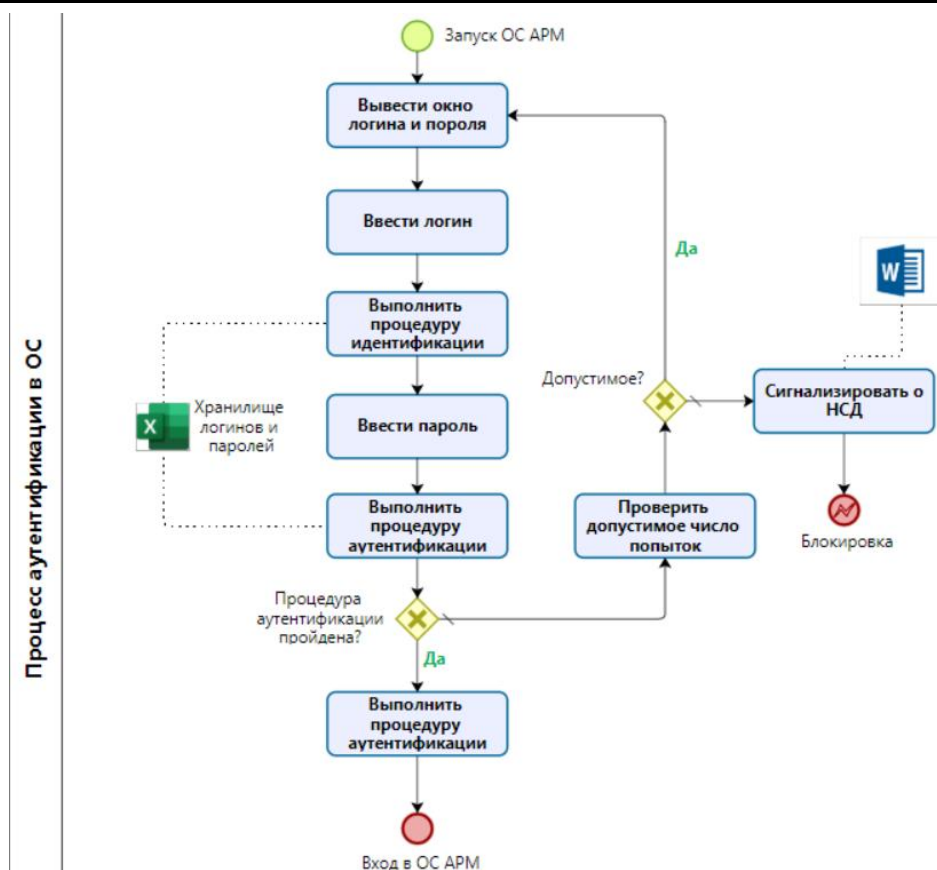 Процесс аутентификации в ОС
Запуск ОС АРМ
Вывести окно
логина и пороля
Ввести логин
Да
W
Выполнить
процедуру
идентификации
Допустимое?
Сигнализировать о
НСД
X
Хранилище
логинов и
паролей
Ввести пароль
Выполнить
процедуру
аутентификации
Проверить
допустимое число
попыток
Блокировка
Процедура
аутентификации
пройдена?
Да
Выполнить
процедуру
аутентификации
Вход в ОС АРМ